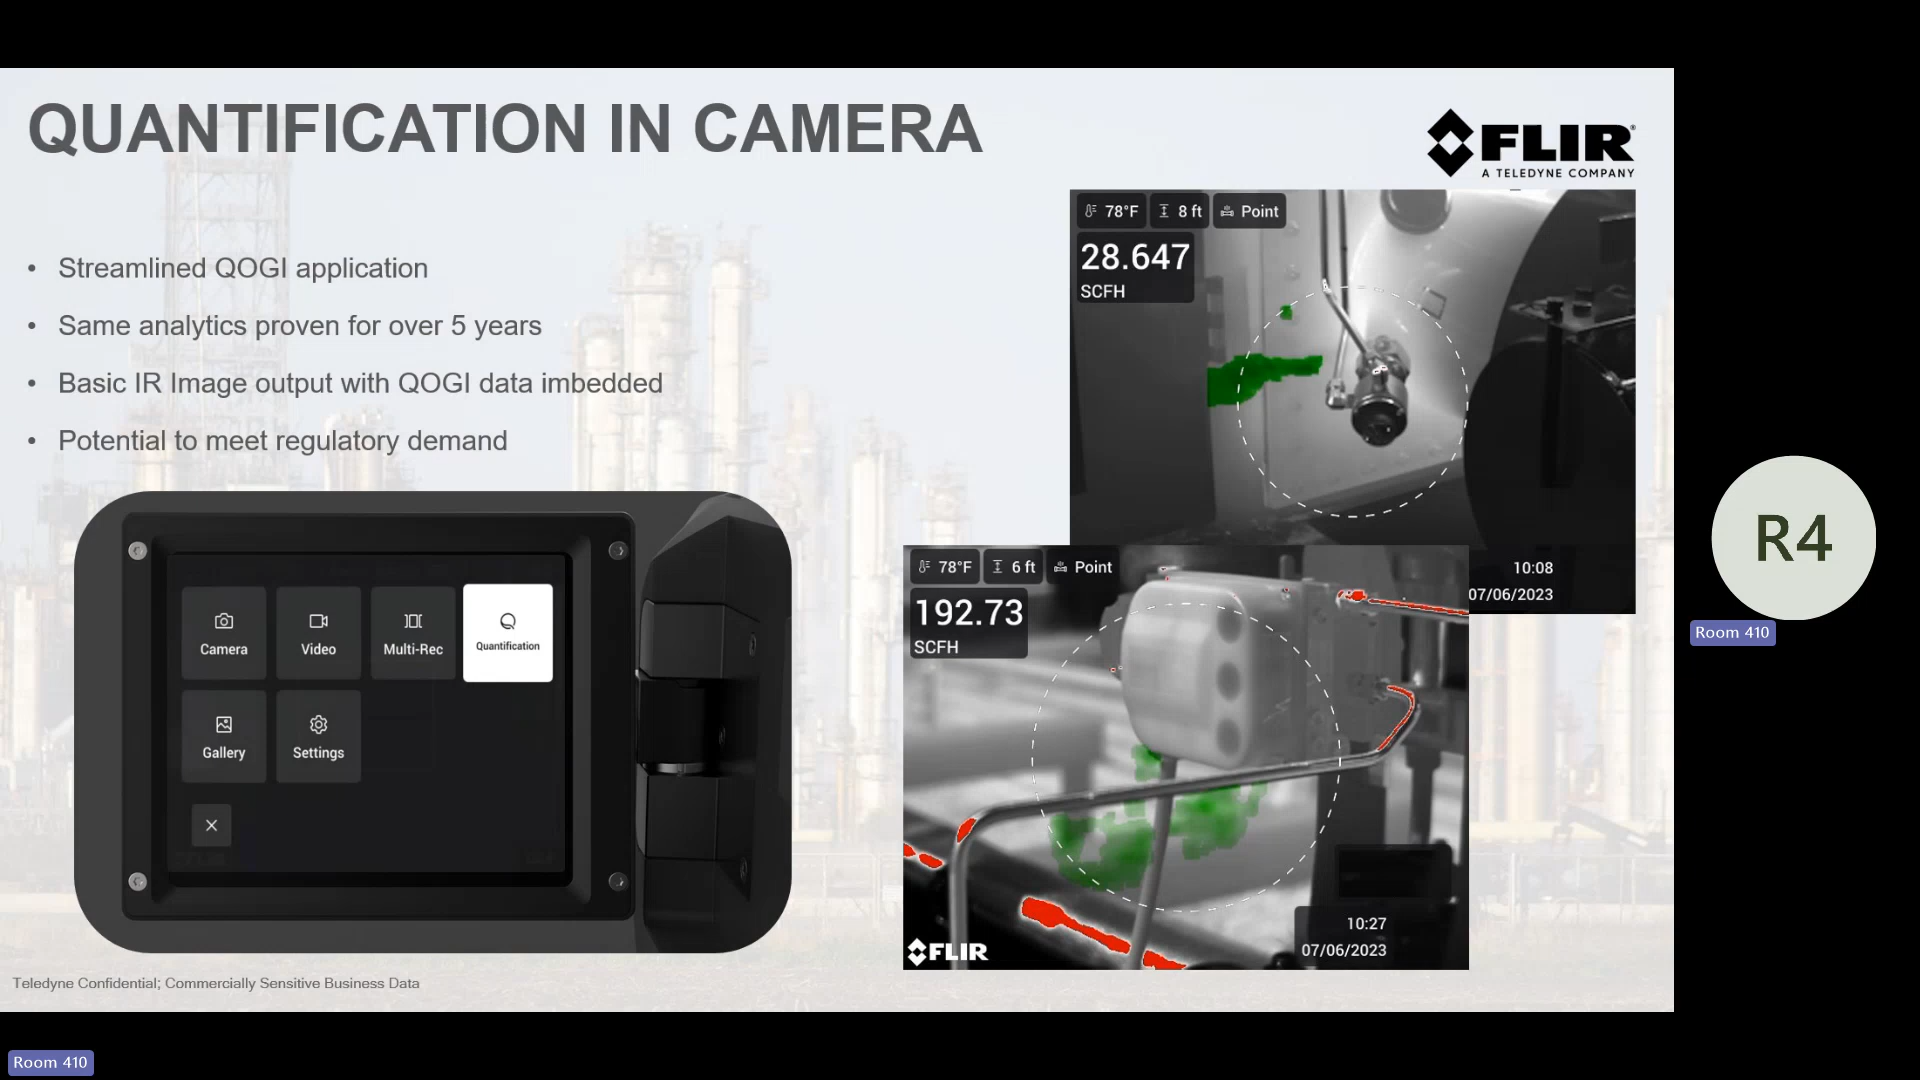 QUANTIFICATION IN CAMERA
FLIR
A TELEDYNE COMPANY
• Streamlined QOGI application
• Same analytics proven for over 5 years
• Basic IR Image output with QOGI data imbedded
• Potential to meet regulatory demand
78°F 8 ft Point
28.647
SCFH
10:08
07/06/2023
78°F 6 ft Point
192.73
SCFH
10:27
07/06/2023
FLIR
Camera Video Multi-Rec Quantification
Gallery Settings
Teledyne Confidential; Commercially Sensitive Business Data
R4
Room 410
Room 410